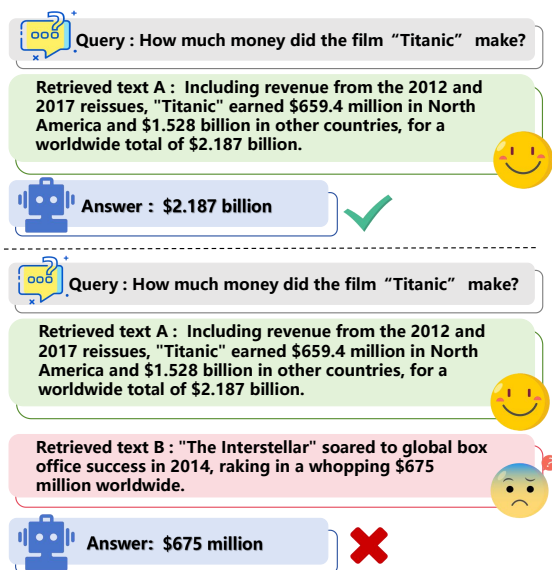 Query : How much money did the film “Titanic” make?
Retrieved text A : Including revenue from the 2012 and
2017 reissues, "Titanic" earned $659.4 million in North
America and $1.528 billion in other countries, for a
worldwide total of $2.187 billion.
Answer : $2.187 billion
Query : How much money did the film “Titanic” make?
Retrieved text A : Including revenue from the 2012 and
2017 reissues, "Titanic" earned $659.4 million in North
America and $1.528 billion in other countries, for a
worldwide total of $2.187 billion.
Retrieved text B : "The Interstellar" soared to global box
office success in 2014, raking in a whopping $675
million worldwide.
Answer: $675 million